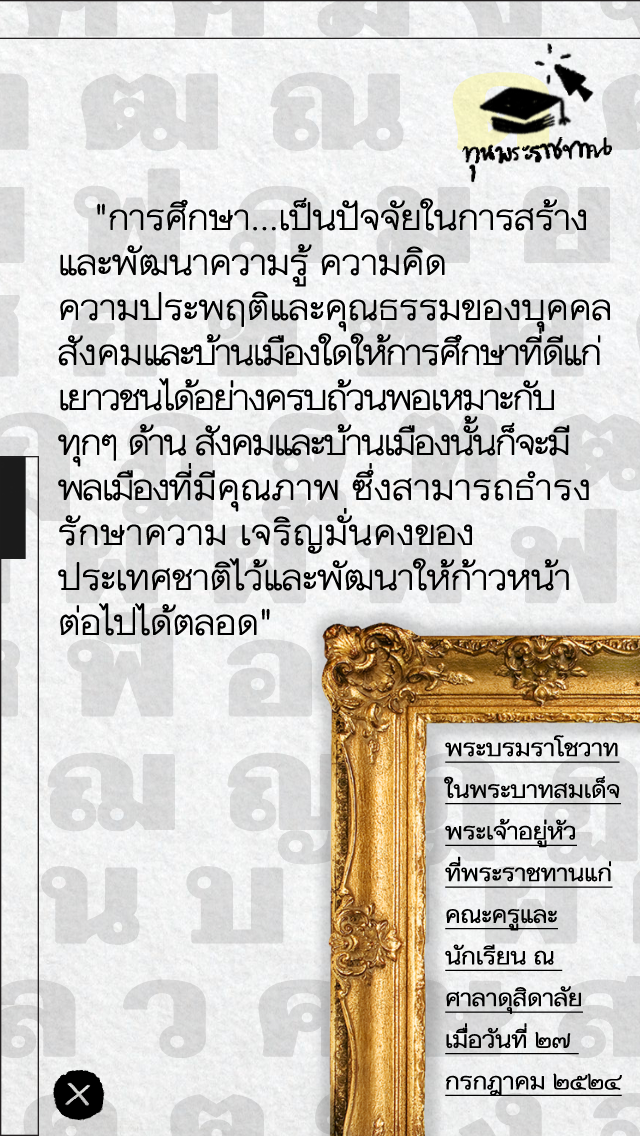 ทุนพระราชทาน
"การศึกษา...เป็นปัจจัยในการสร้าง
และพัฒนาความรู้ ความคิด
ความประพฤติและคุณธรรมของบุคคล
สังคมและบ้านเมืองใดให้การศึกษาที่ดีแก่
เยาวชนได้อย่างครบถ้วนพอเหมาะกับ
ทุกๆ ด้าน สังคมและบ้านเมืองนั้นก็จะมี
พลเมืองที่มีคุณภาพ ซึ่งสามารถธำรง
รักษาความ เจริญมั่นคงของ
ประเทศชาติไว้และพัฒนาให้ก้าวหน้า
ต่อไปได้ตลอด"
พระบรมราโชวาท
ในพระบาทสมเด็จ
พระเจ้าอยู่หัว
ที่พระราชทานแก่
คณะครูและ
นักเรียน ณ
ศาลาดุสิดาลัย
เมื่อวันที่ ๒๗
กรกฎาคม ๒๕๒๔